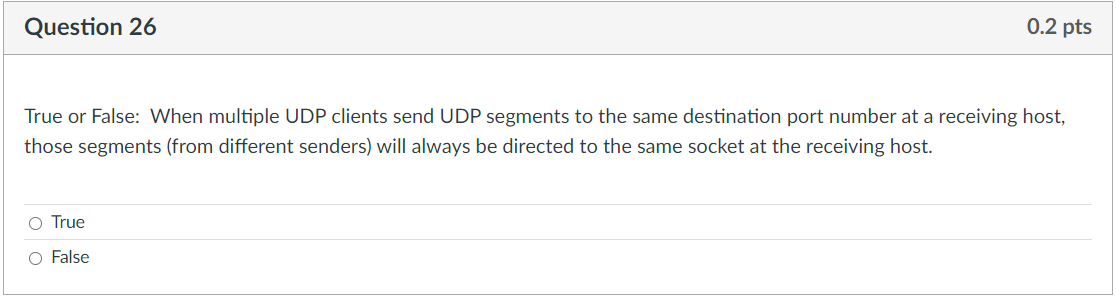 Question 26
0.2 pts
True or False:  When multiple UDP clients send UDP segments to the same destination port number at a receiving host,
those segments (from different senders) will always be directed to the same socket at the receiving host.
True
False